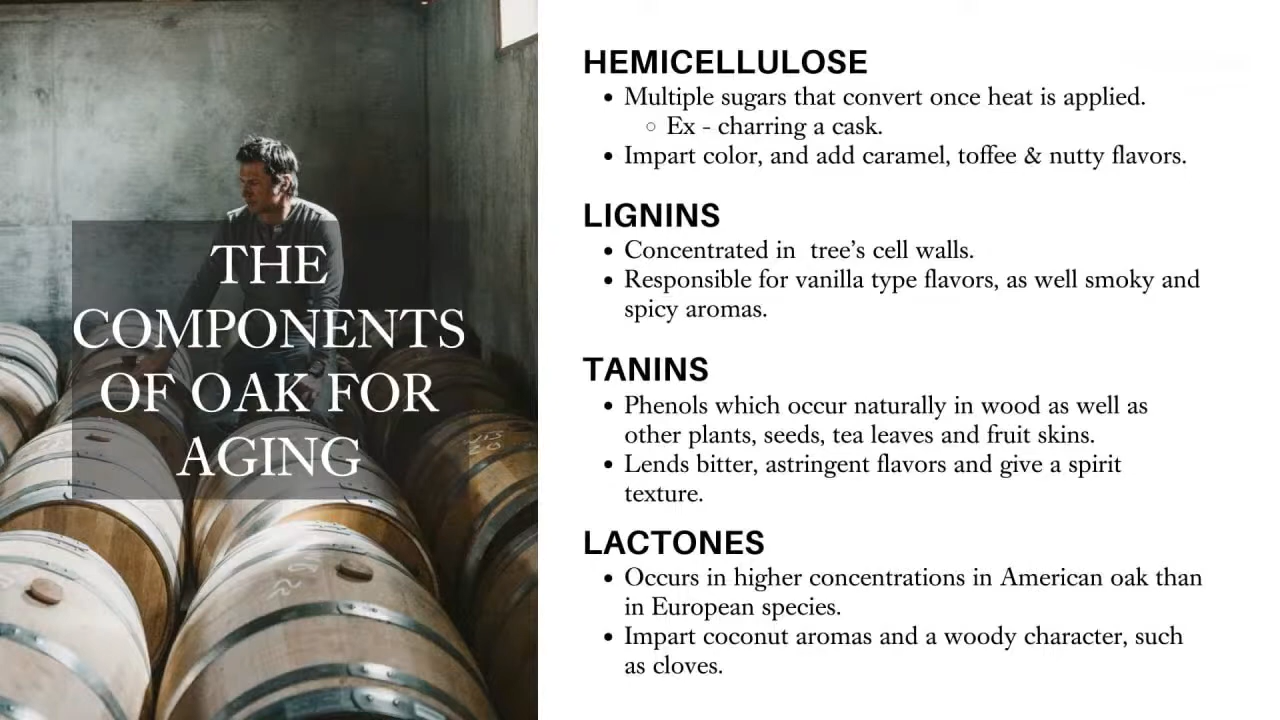 THE
COMPONENTS
OF OAK FOR
AGING
HEMICELLULOSE
• Multiple sugars that convert once heat is applied.
○ Ex - charring a cask.
• Impart color, and add caramel, toffee & nutty flavors.
LIGNINS
• Concentrated in  tree’s cell walls.
• Responsible for vanilla type flavors, as well smoky and
spicy aromas.
TANINS
• Phenols which occur naturally in wood as well as
other plants, seeds, tea leaves and fruit skins.
• Lends bitter, astringent flavors and give a spirit
texture.
LACTONES
• Occurs in higher concentrations in American oak than
in European species.
• Impart coconut aromas and a woody character, such
as cloves.